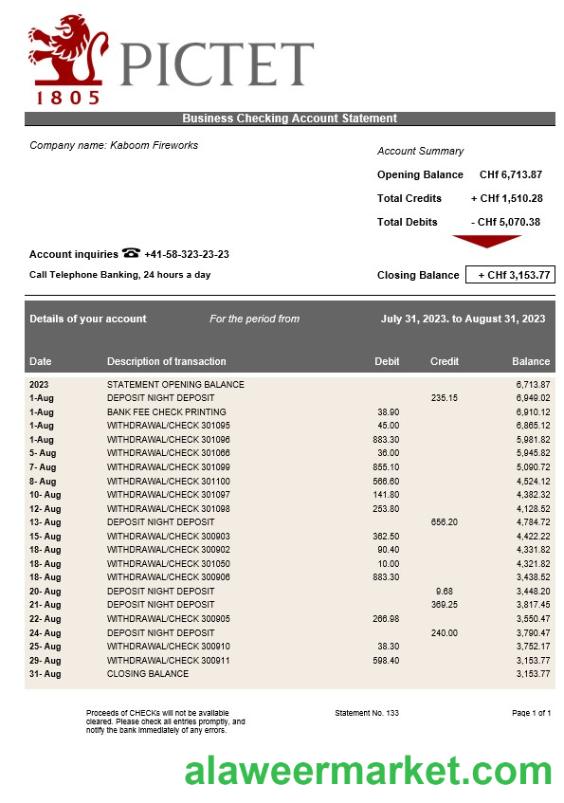 PICTET
1805
Business Checking Account Statement
Company name: Kaboom Fireworks
Account Summary
Opening Balance CHf 6,713.87
Total Credits + CHf 1,510.28
Total Debits - CHf 5,070.38
Account inquiries ☎ +41-58-323-23-23
Call Telephone Banking, 24 hours a day
Closing Balance + CHf 3,153.77
Details of your account For the period from July 31, 2023. to August 31, 2023
Date Description of transaction Debit Credit Balance
2023 STATEMENT OPENING BALANCE 6,713.87
1-Aug DEPOSIT NIGHT DEPOSIT 235.15 6,949.02
1-Aug BANK FEE CHECK PRINTING 38.90 6,910.12
1-Aug WITHDRAWAL/CHECK 301095 45.00 6,865.12
1-Aug WITHDRAWAL/CHECK 301096 883.30 5,981.82
5- Aug WITHDRAWAL/CHECK 301066 36.00 5,945.82
7- Aug WITHDRAWAL/CHECK 301099 855.10 5,090.72
8- Aug WITHDRAWAL/CHECK 301100 566.60 4,524.12
10- Aug WITHDRAWAL/CHECK 301097 141.80 4,382.32
12- Aug WITHDRAWAL/CHECK 301098 253.80 4,128.52
13- Aug DEPOSIT NIGHT DEPOSIT 656.20 4,784.72
15- Aug WITHDRAWAL/CHECK 300903 362.50 4,422.22
18- Aug WITHDRAWAL/CHECK 300902 90.40 4,331.82
18- Aug WITHDRAWAL/CHECK 301050 10.00 4,321.82
18- Aug WITHDRAWAL/CHECK 300906 883.30 3,438.52
20- Aug DEPOSIT NIGHT DEPOSIT 9.68 3,448.20
21- Aug DEPOSIT NIGHT DEPOSIT 369.25 3,817.45
22- Aug WITHDRAWAL/CHECK 300905 266.98 3,550.47
24- Aug DEPOSIT NIGHT DEPOSIT 240.00 3,790.47
25- Aug WITHDRAWAL/CHECK 300910 38.30 3,752.17
29- Aug WITHDRAWAL/CHECK 300911 598.40 3,153.77
31- Aug CLOSING BALANCE 3,153.77
Proceeds of CHECKs will not be available Statement No. 133 Page 1 of 1
cleared. Please check all entries promptly, and
notify the bank immediately of any errors.
alaweermarket.com